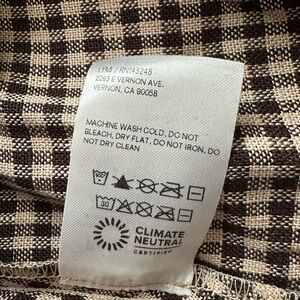 LYM / RN143248
2263 E VERNON AVE.
VERNON, CA 90058
MACHINE WASH COLD, DO NOT
BLEACH, DRY FLAT, DO NOT IRON, DO
NOT DRY CLEAN
30
CLIMATE
NEUTRAL
CERTIFIED